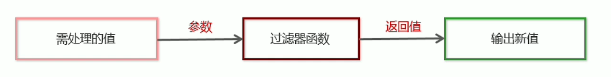 需处理的值
参数
过滤器函数
返回值
输出新值